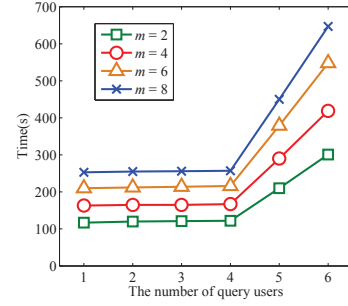 700
600
500
400
300
200
100
0
Time(s)
m = 2
m = 4
m = 6
m = 8
1 2 3 4 5 6
The number of query users